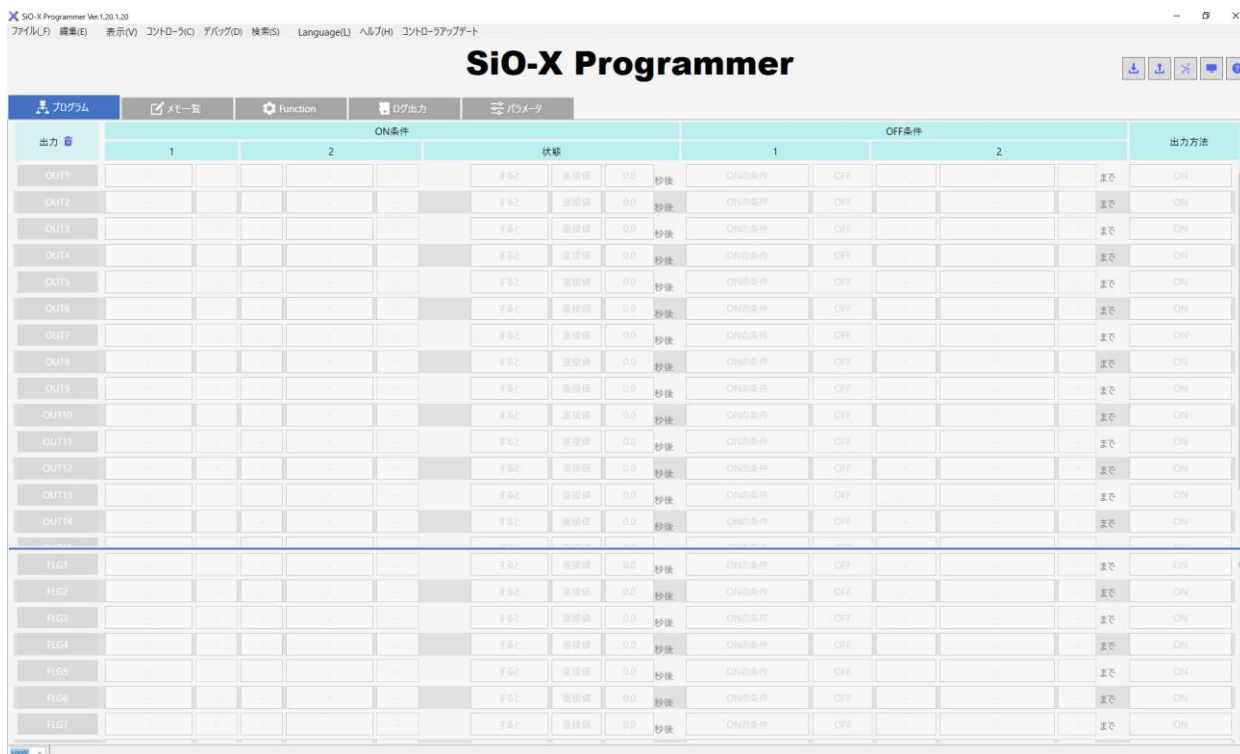 SiO-X Programmer Ver.1.20.1.20
ファイル(_F) 編集(E) 表示(V) コントローラ(C) デバッグ(D) 検索(S) Language(L) ヘルプ(H) コントローラアップデート
SiO-X Programmer
プログラム メモ一覧 Function ログ出力 パラメータ
出力 ON条件 OFF条件 出力方法
1 2 状態 1 2
OUT1 - - - - - すると 直接値 0.0 秒後 ONの条件 OFF - - - まで ON
OUT2 - - - - - すると 直接値 0.0 秒後 ONの条件 OFF - - - まで ON
OUT3 - - - - - すると 直接値 0.0 秒後 ONの条件 OFF - - - まで ON
OUT4 - - - - - すると 直接値 0.0 秒後 ONの条件 OFF - - - まで ON
OUT5 - - - - - すると 直接値 0.0 秒後 ONの条件 OFF - - - まで ON
OUT6 - - - - - すると 直接値 0.0 秒後 ONの条件 OFF - - - まで ON
OUT7 - - - - - すると 直接値 0.0 秒後 ONの条件 OFF - - - まで ON
OUT8 - - - - - すると 直接値 0.0 秒後 ONの条件 OFF - - - まで ON
OUT9 - - - - - すると 直接値 0.0 秒後 ONの条件 OFF - - - まで ON
OUT10 - - - - - すると 直接値 0.0 秒後 ONの条件 OFF - - - まで ON
OUT11 - - - - - すると 直接値 0.0 秒後 ONの条件 OFF - - - まで ON
OUT12 - - - - - すると 直接値 0.0 秒後 ONの条件 OFF - - - まで ON
OUT13 - - - - - すると 直接値 0.0 秒後 ONの条件 OFF - - - まで ON
OUT14 - - - - - すると 直接値 0.0 秒後 ONの条件 OFF - - - まで ON
FLG1 - - - - - すると 直接値 0.0 秒後 ONの条件 OFF - - - まで ON
FLG2 - - - - - すると 直接値 0.0 秒後 ONの条件 OFF - - - まで ON
FLG3 - - - - - すると 直接値 0.0 秒後 ONの条件 OFF - - - まで ON
FLG4 - - - - - すると 直接値 0.0 秒後 ONの条件 OFF - - - まで ON
FLG5 - - - - - すると 直接値 0.0 秒後 ONの条件 OFF - - - まで ON
FLG6 - - - - - すると 直接値 0.0 秒後 ONの条件 OFF - - - まで ON
FLG7 - - - - - すると 直接値 0.0 秒後 ONの条件 OFF - - - まで ON